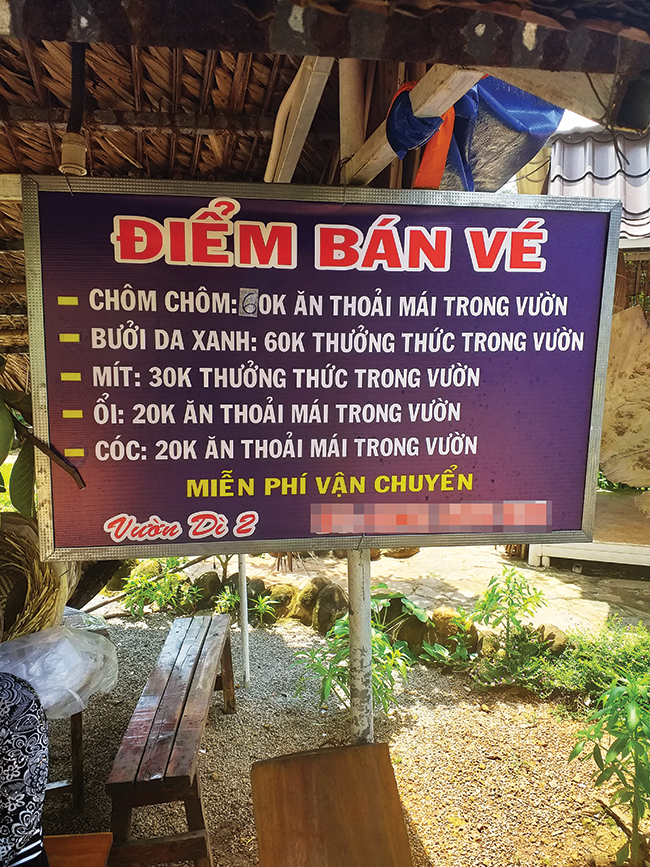 ĐIỂM BÁN VÉ
- CHÔM CHÔM: 60K ĂN THOẢI MÁI TRONG VƯỜN
- BƯỞI DA XANH: 60K THƯỞNG THỨC TRONG VƯỜN
- MÍT: 30K THƯỞNG THỨC TRONG VƯỜN
- ỔI: 20K ĂN THOẢI MÁI TRONG VƯỜN
- CÓC: 20K ĂN THOẢI MÁI TRONG VƯỜN
MIỄN PHÍ VẬN CHUYỂN
Vườn Dì 2